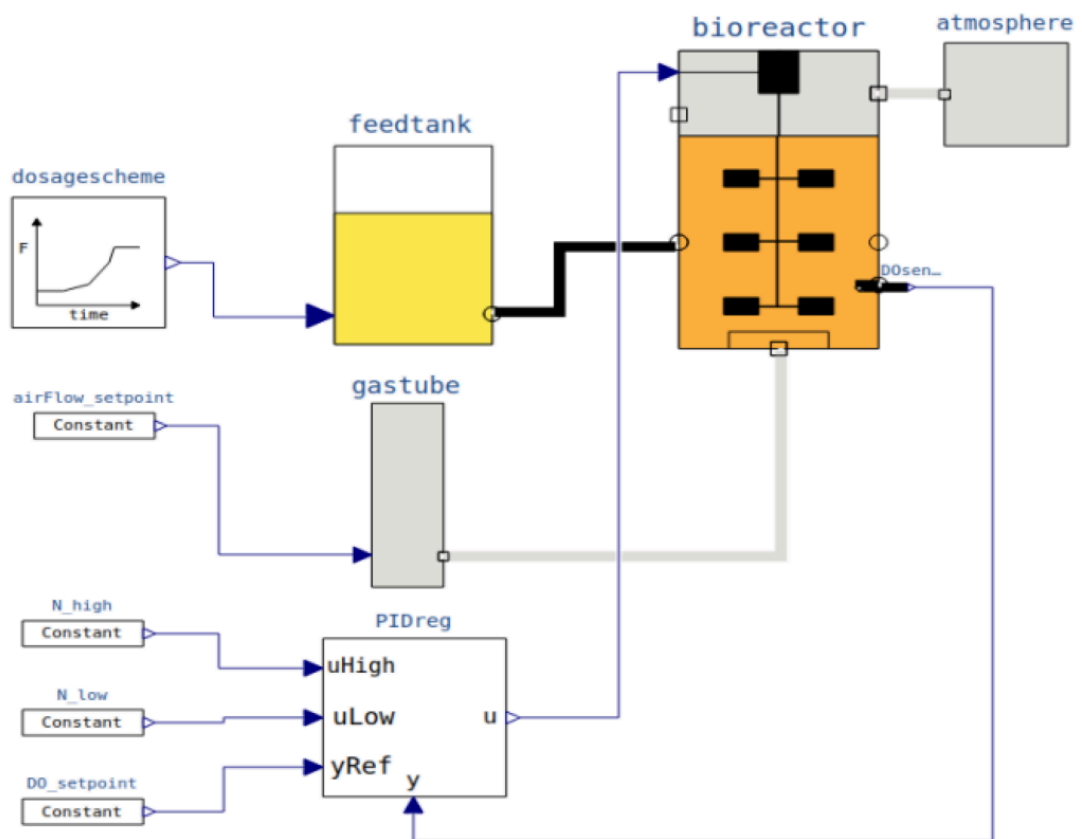 bioreactor
atmosphere
feedtank
dosagescheme
F
time
DOsen…
gastube
airFlow_setpoint
Constant
N_high
Constant
PIDreg
uHigh
N_low
Constant
uLow
u
DO_setpoint
Constant
yRef
y